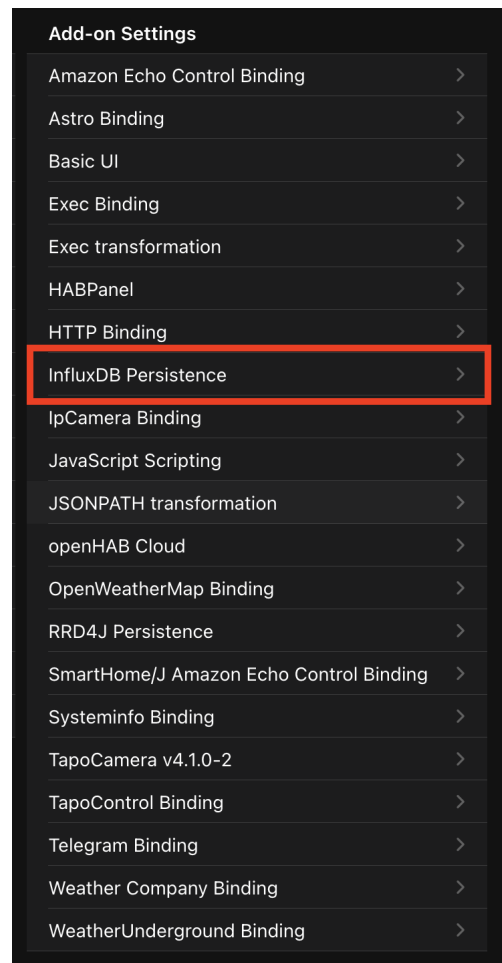 Add-on Settings
Amazon Echo Control Binding
Astro Binding
Basic UI
Exec Binding
Exec transformation
HABPanel
HTTP Binding
InfluxDB Persistence
IpCamera Binding
JavaScript Scripting
JSONPATH transformation
openHAB Cloud
OpenWeatherMap Binding
RRD4J Persistence
SmartHome/J Amazon Echo Control Binding
Systeminfo Binding
TapoCamera v4.1.0-2
TapoControl Binding
Telegram Binding
Weather Company Binding
WeatherUnderground Binding